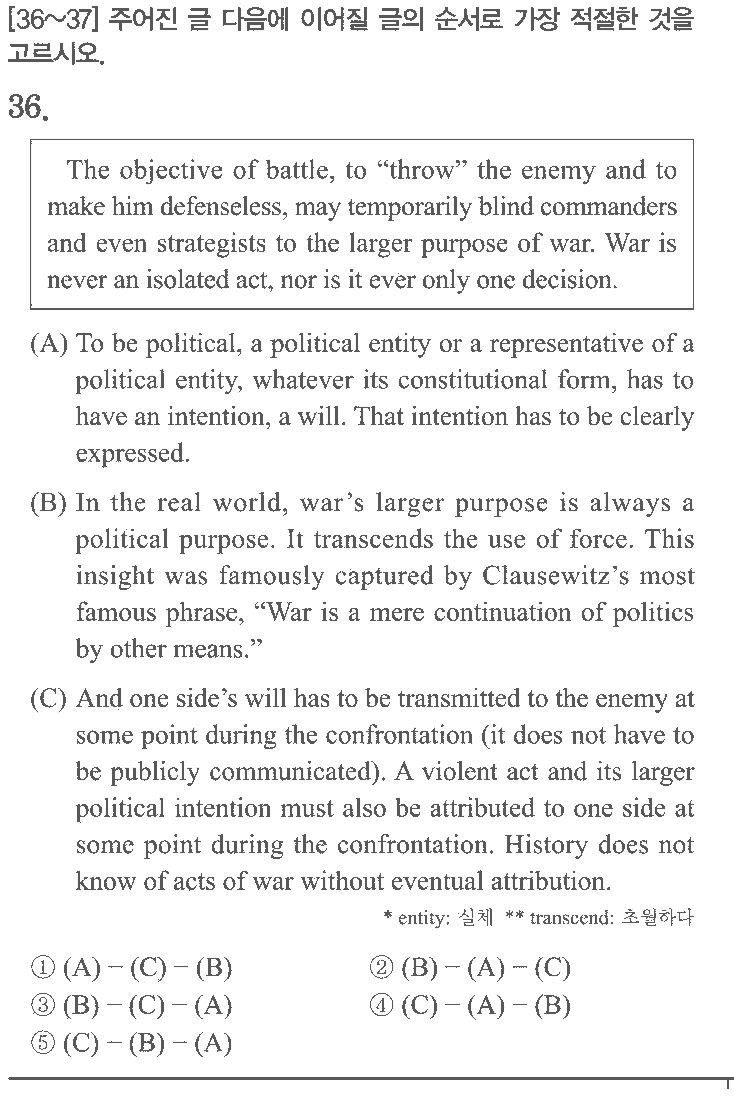 [36~37] 주어진 글 다음에 이어질 글의 순서로 가장 적절한 것을
고르시오.
36.
The objective of battle, to “throw” the enemy and to
make him defenseless, may temporarily blind commanders
and even strategists to the larger purpose of war. War is
never an isolated act, nor is it ever only one decision.
(A) To be political, a political entity or a representative of a
political entity, whatever its constitutional form, has to
have an intention, a will. That intention has to be clearly
expressed.
(B) In the real world, war’s larger purpose is always a
political purpose. It transcends the use of force. This
insight was famously captured by Clausewitz’s most
famous phrase, “War is a mere continuation of politics
by other means.”
(C) And one side’s will has to be transmitted to the enemy at
some point during the confrontation (it does not have to
be publicly communicated). A violent act and its larger
political intention must also be attributed to one side at
some point during the confrontation. History does not
know of acts of war without eventual attribution.
* entity: 실체 ** transcend: 초월하다
① (A) − (C) − (B) ② (B) − (A) − (C)
③ (B) − (C) − (A) ④ (C) − (A) − (B)
⑤ (C) − (B) − (A)